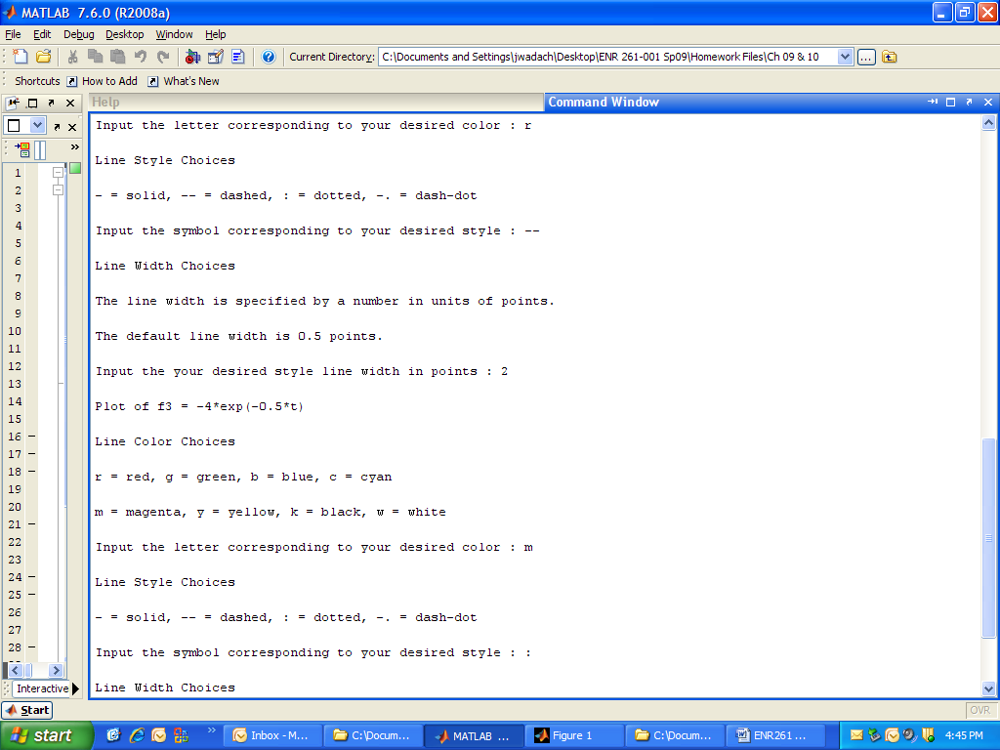 MATLAB 7.6.0 (R2008a)
File Edit Debug Desktop Window Help
Current Directory: C:\Documents and Settings\jwadach\Desktop\ENR 261-001 Sp09\Homework Files\Ch 09 & 10 ...
Shortcuts How to Add What's New
Help Command Window
Input the letter corresponding to your desired color : r
Line Style Choices
- = solid, -- = dashed, : = dotted, -. = dash-dot
Input the symbol corresponding to your desired style : --
Line Width Choices
The line width is specified by a number in units of points.
The default line width is 0.5 points.
Input the your desired style line width in points : 2
Plot of f3 = -4*exp(-0.5*t)
Line Color Choices
r = red, g = green, b = blue, c = cyan
m = magenta, y = yellow, k = black, w = white
Input the letter corresponding to your desired color : m
Line Style Choices
- = solid, -- = dashed, : = dotted, -. = dash-dot
Input the symbol corresponding to your desired style : :
Line Width Choices
1
2
3
4
5
6
7
8
9
10
11
12
13
14
15
16 -
17 -
18 -
19
20
21 -
22
23
24 -
25 -
26
27
28 -
Interactive
Start
OVR
start Inbox - M... C:\Docum... MATLAB ... Figure 1 C:\Docum... ENR261 ... 4:45 PM